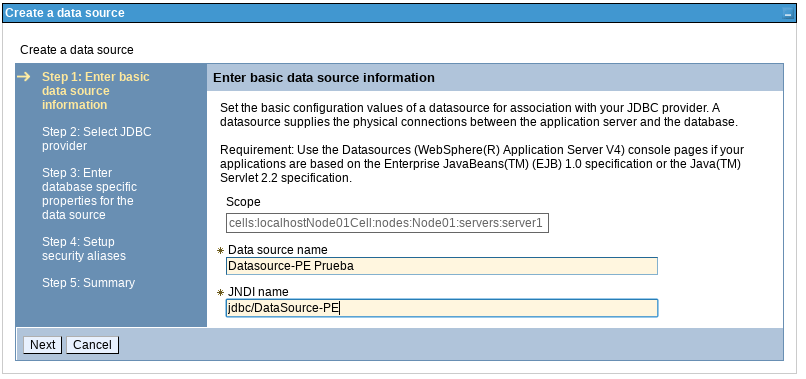 Create a data source
Create a data source
Step 1: Enter basic
data source
information
Step 2: Select JDBC
provider
Step 3: Enter
database specific
properties for the
data source
Step 4: Setup
security aliases
Step 5: Summary
Enter basic data source information
Set the basic configuration values of a datasource for association with your JDBC provider. A
datasource supplies the physical connections between the application server and the database.
Requirement: Use the Datasources (WebSphere(R) Application Server V4) console pages if your
applications are based on the Enterprise JavaBeans(TM) (EJB) 1.0 specification or the Java(TM)
Servlet 2.2 specification.
Scope
cells:localhostNode01Cell:nodes:Node01:servers:server1
Data source name
Datasource-PE Prueba
JNDI name
jdbc/DataSource-PE
Next Cancel